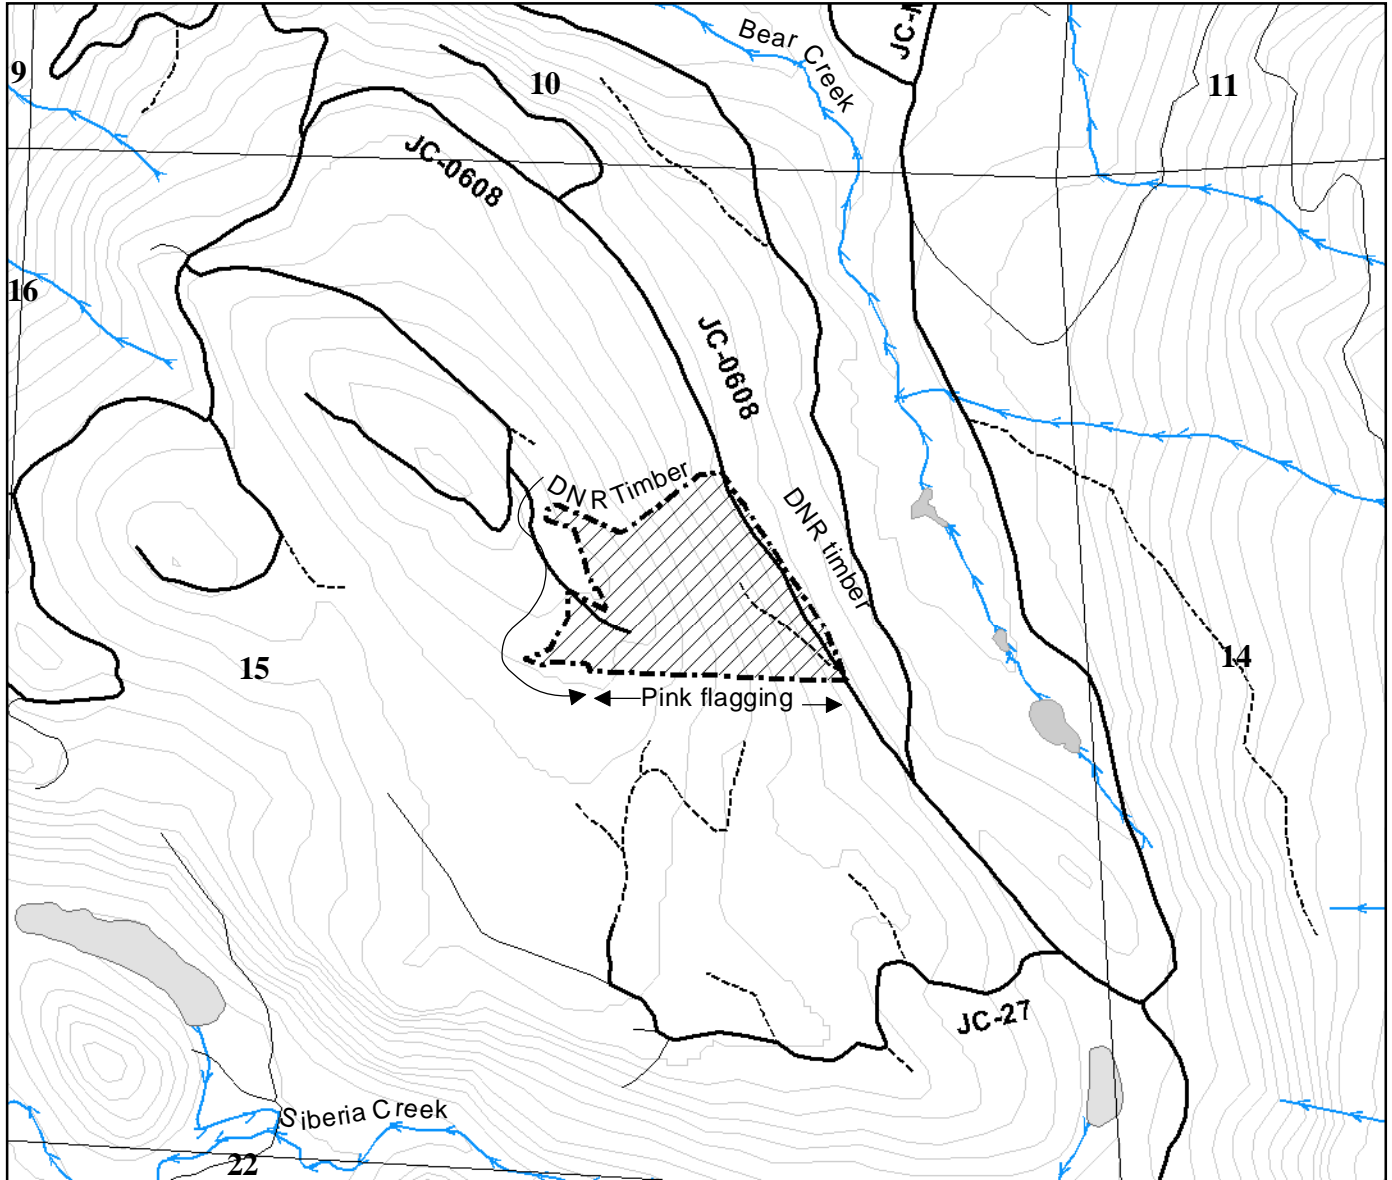 Bear Creek
JC-
9
10
11
JC-0608
16
JC-0608
DNR Timber
DNR timber
15
14
Pink flagging
JC-27
Siberia Creek
22